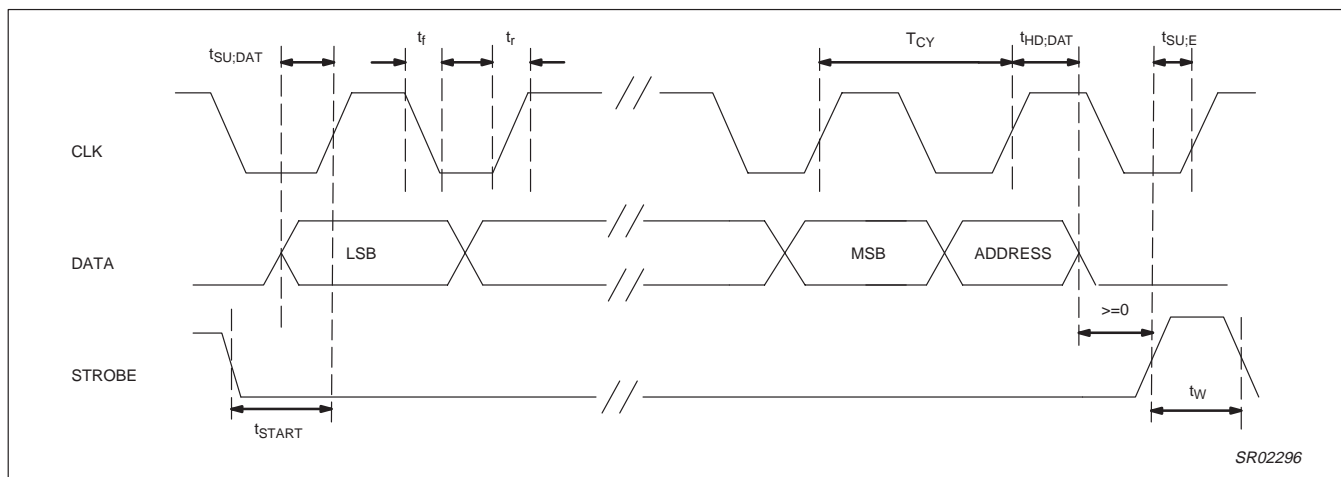 tSU;DAT
tf
tr
TCY
tHD;DAT
tSU;E
CLK
DATA
LSB
MSB
ADDRESS
>=0
STROBE
tSTART
tW
SR02296